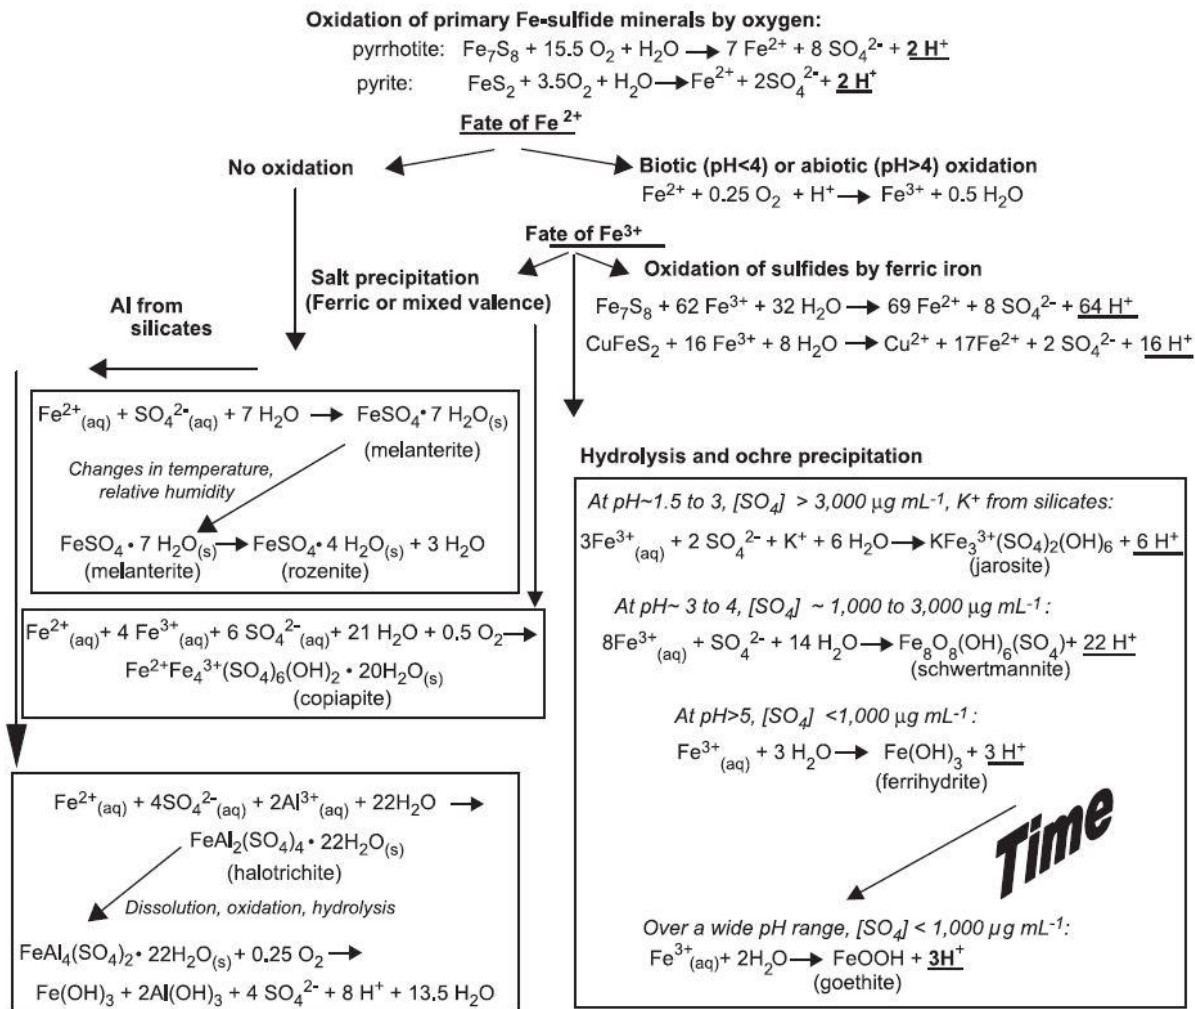 Oxidation of primary Fe-sulfide minerals by oxygen:
pyrrhotite: Fe₇S₈ + 15.5 O₂ + H₂O → 7 Fe²⁺ + 8 SO₄²⁻ + 2 H⁺
pyrite: FeS₂ + 3.5O₂ + H₂O → Fe²⁺ + 2SO₄²⁻ + 2 H⁺
Fate of Fe²⁺
No oxidation
Biotic (pH<4) or abiotic (pH>4) oxidation
Fe²⁺ + 0.25 O₂ + H⁺ → Fe³⁺ + 0.5 H₂O
Fate of Fe³⁺
Salt precipitation
(Ferric or mixed valence)
Oxidation of sulfides by ferric iron
Fe₇S₈ + 62 Fe³⁺ + 32 H₂O → 69 Fe²⁺ + 8 SO₄²⁻ + 64 H⁺
CuFeS₂ + 16 Fe³⁺ + 8 H₂O → Cu²⁺ + 17Fe²⁺ + 2 SO₄²⁻ + 16 H⁺
Al from
silicates
Fe²⁺(aq) + SO₄²⁻(aq) + 7 H₂O → FeSO₄ • 7 H₂O(s)
(melanterite)
Changes in temperature,
relative humidity
FeSO₄ • 7 H₂O(s) → FeSO₄ • 4 H₂O(s) + 3 H₂O
(melanterite) (rozenite)
Fe²⁺(aq) + 4 Fe³⁺(aq) + 6 SO₄²⁻(aq) + 21 H₂O + 0.5 O₂ →
Fe²⁺Fe₄³⁺(SO₄)₆(OH)₂ • 20H₂O(s)
(copiapite)
Fe²⁺(aq) + 4SO₄²⁻(aq) + 2Al³⁺(aq) + 22H₂O →
FeAl₂(SO₄)₄ • 22H₂O(s)
(halotrichite)
Dissolution, oxidation, hydrolysis
FeAl₄(SO₄)₂ • 22H₂O(s) + 0.25 O₂ →
Fe(OH)₃ + 2Al(OH)₃ + 4 SO₄²⁻ + 8 H⁺ + 13.5 H₂O
Hydrolysis and ochre precipitation
At pH~1.5 to 3, [SO₄] > 3,000 µg mL⁻¹, K⁺ from silicates:
3Fe³⁺(aq) + 2 SO₄²⁻ + K⁺ + 6 H₂O → KFe₃³⁺(SO₄)₂(OH)₆ + 6 H⁺
(jarosite)
At pH~ 3 to 4, [SO₄] ~ 1,000 to 3,000 µg mL⁻¹ :
8Fe³⁺(aq) + SO₄²⁻ + 14 H₂O → Fe₈O₈(OH)₆(SO₄)+ 22 H⁺
(schwertmannite)
At pH>5, [SO₄] <1,000 µg mL⁻¹ :
Fe³⁺(aq) + 3 H₂O → Fe(OH)₃ + 3 H⁺
(ferrihydrite)
Time
Over a wide pH range, [SO₄] < 1,000 µg mL⁻¹:
Fe³⁺(aq)+ 2H₂O → FeOOH + 3H⁺
(goethite)